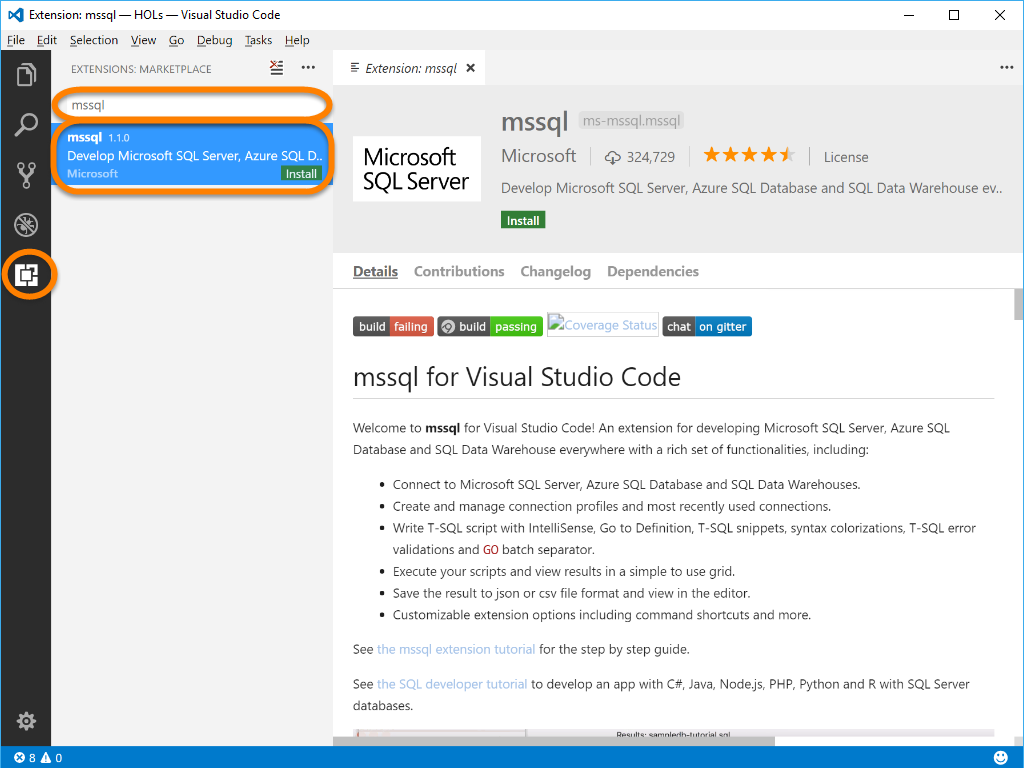 Extension: mssql — HOLs — Visual Studio Code
File Edit Selection View Go Debug Tasks Help
EXTENSIONS: MARKETPLACE
Extension: mssql
mssql
mssql 1.1.0
Develop Microsoft SQL Server, Azure SQL D..
Microsoft
Install
Microsoft
SQL Server
mssql ms-mssql.mssql
Microsoft 324,729 License
Develop Microsoft SQL Server, Azure SQL Database and SQL Data Warehouse ev..
Install
Details Contributions Changelog Dependencies
build failing build passing Coverage Status chat on gitter
mssql for Visual Studio Code
Welcome to mssql for Visual Studio Code! An extension for developing Microsoft SQL Server, Azure SQL
Database and SQL Data Warehouse everywhere with a rich set of functionalities, including:
• Connect to Microsoft SQL Server, Azure SQL Database and SQL Data Warehouses.
• Create and manage connection profiles and most recently used connections.
• Write T-SQL script with IntelliSense, Go to Definition, T-SQL snippets, syntax colorizations, T-SQL error
validations and GO batch separator.
• Execute your scripts and view results in a simple to use grid.
• Save the result to json or csv file format and view in the editor.
• Customizable extension options including command shortcuts and more.
See the mssql extension tutorial for the step by step guide.
See the SQL developer tutorial to develop an app with C#, Java, Node.js, PHP, Python and R with SQL Server
databases.
Results: sampledb-tutorial.sql
8 0